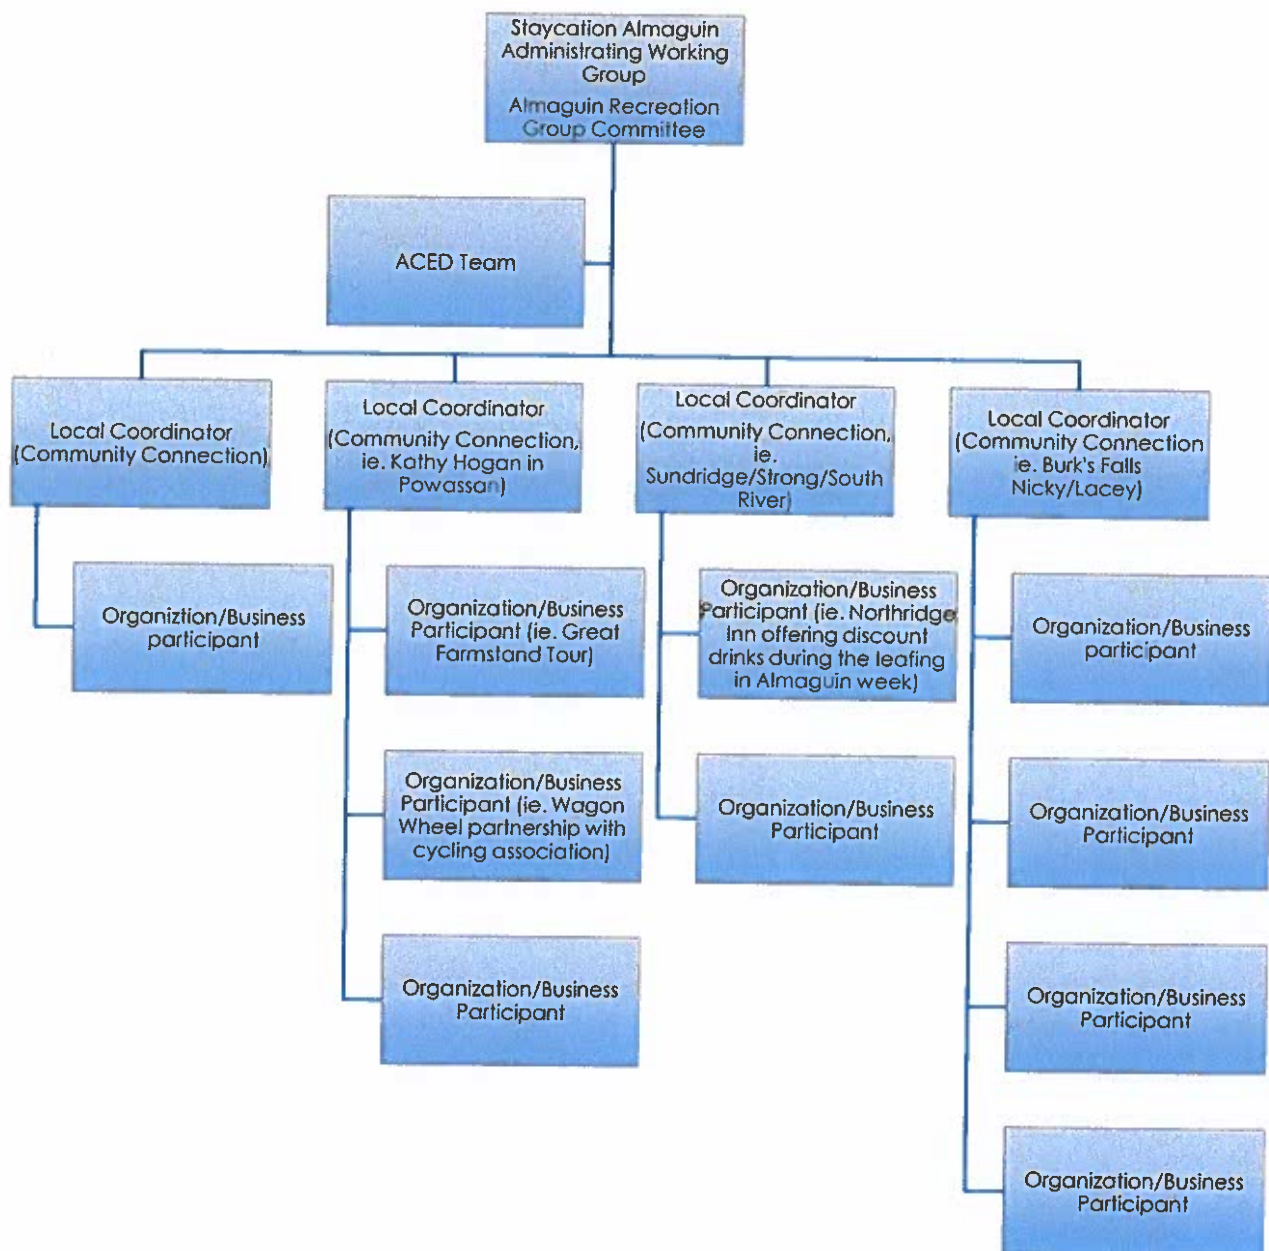 Staycation Almaguin
Administrating Working
Group
Almaguin Recreation
Group Committee
ACED Team
Local Coordinator
(Community Connection)
Local Coordinator
(Community Connection,
ie. Kathy Hogan in
Powassan)
Local Coordinator
(Community Connection,
ie.
Sundridge/Strong/South
River)
Local Coordinator
(Community Connection
ie. Burk's Falls
Nicky/Lacey)
Organiztion/Business
participant
Organization/Business
Participant (ie. Great
Farmstand Tour)
Organization/Business
Participant (ie. Northridge
Inn offering discount
drinks during the leafing
in Almaguin week)
Organization/Business
participant
Organization/Business
Participant (ie. Wagon
Wheel partnership with
cycling association)
Organization/Business
Participant
Organization/Business
Participant
Organization/Business
Participant
Organization/Business
Participant
Organization/Business
Participant